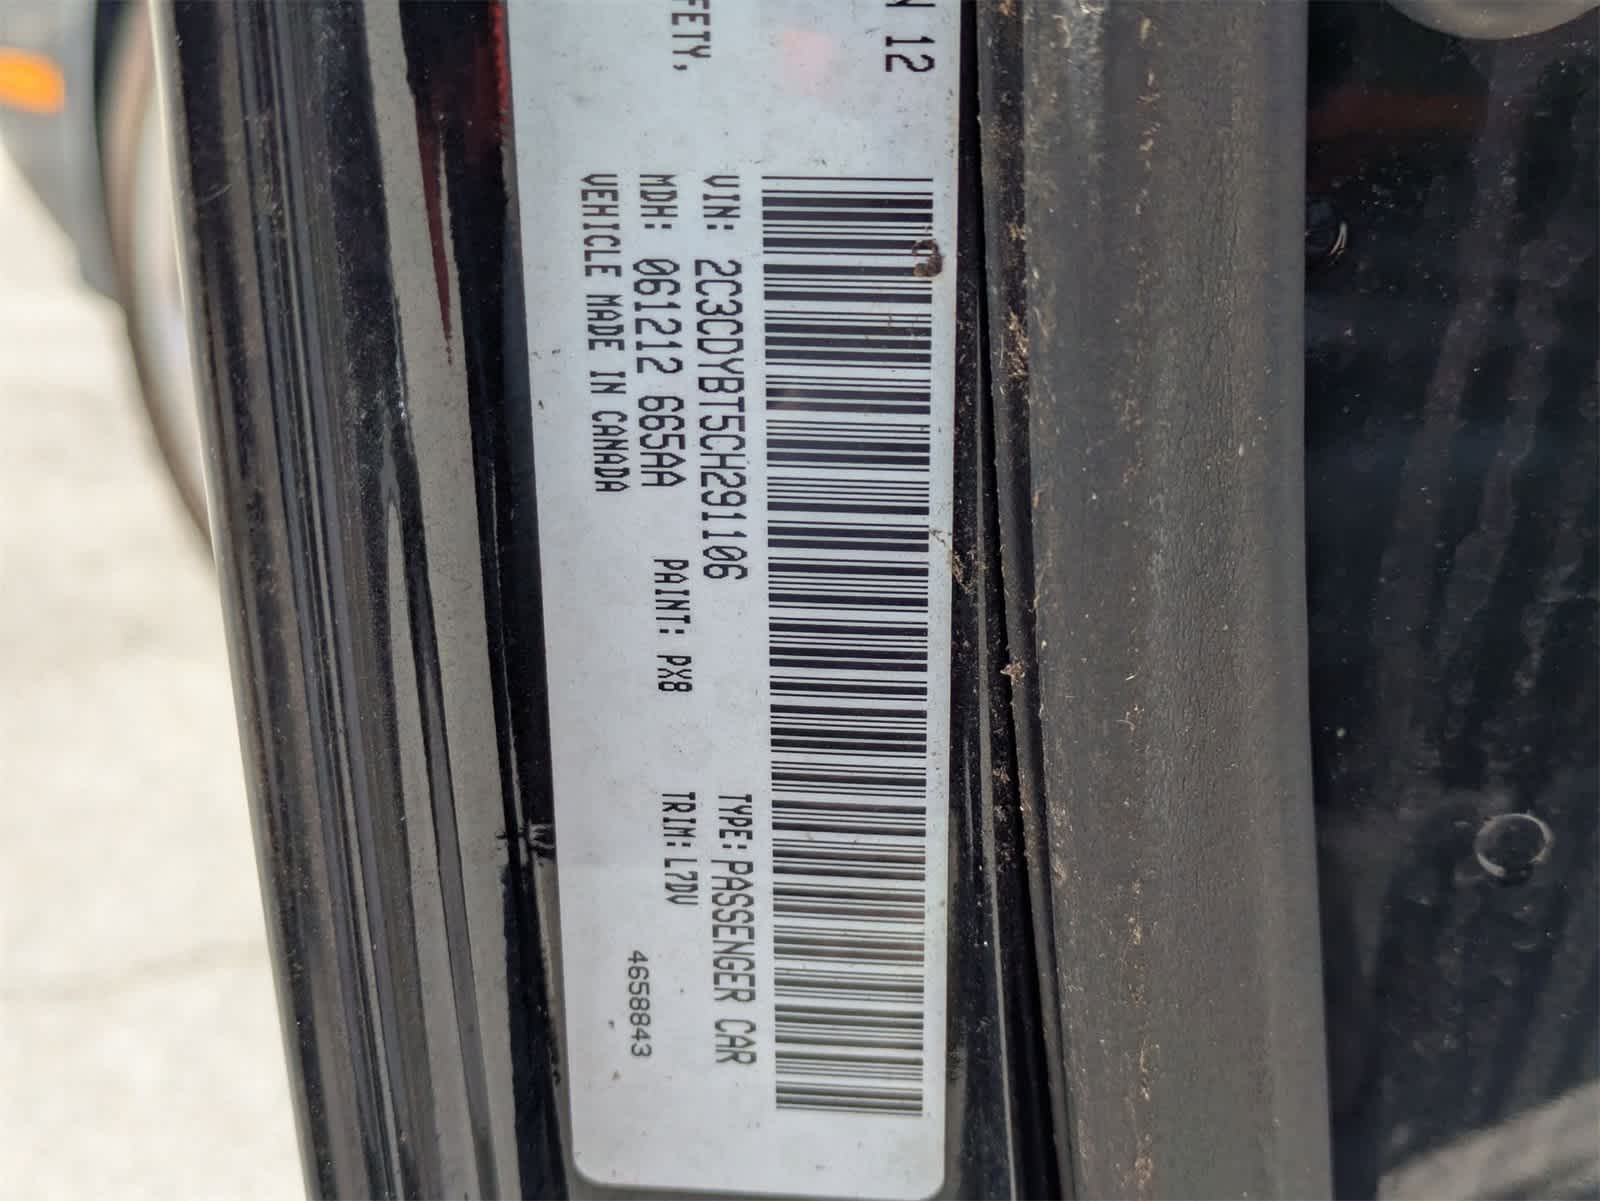 N 12
FETY,
VIN: 2C3CDYBT5CH291106 TYPE: PASSENGER CAR
MDH: 061212 665AA PAINT: PX8 TRIM: L7DV
VEHICLE MADE IN CANADA 4658843